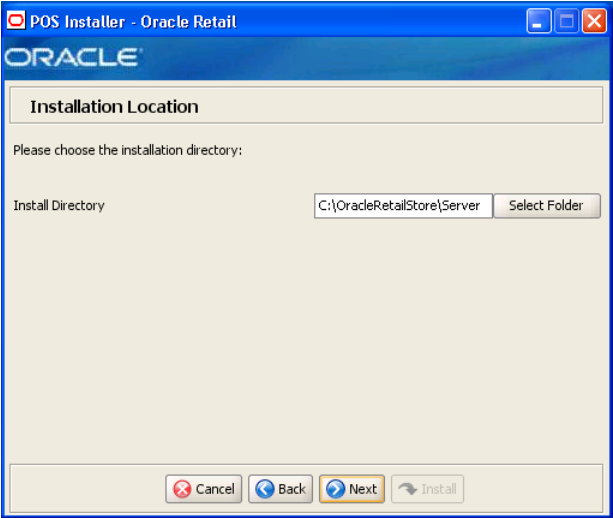 POS Installer - Oracle Retail
ORACLE
Installation Location
Please choose the installation directory:
Install Directory C:\OracleRetailStore\Server Select Folder
Cancel Back Next Install